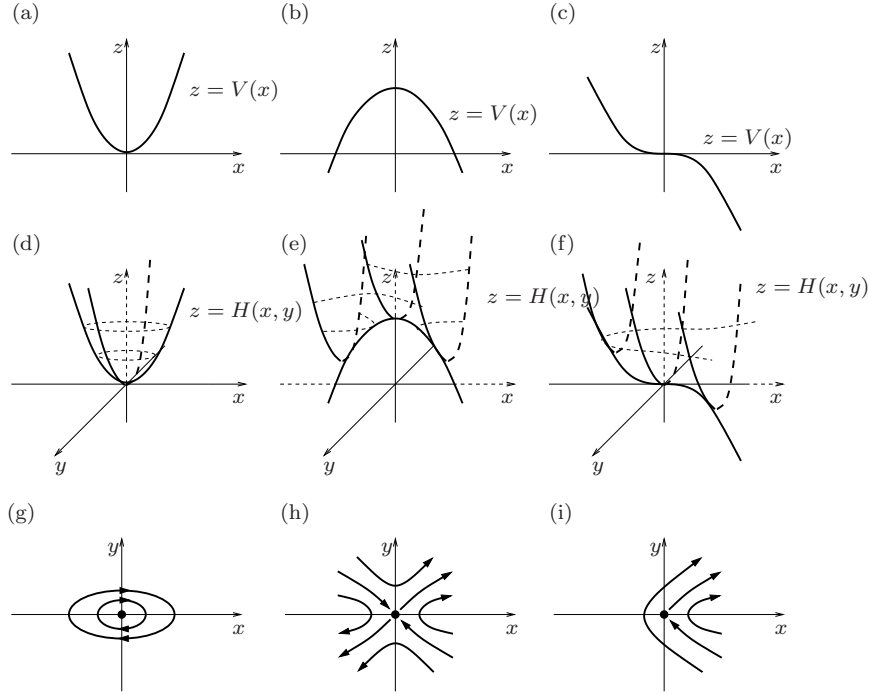 (a) (b) (c)
z z z
z = V(x) z = V(x) z = V(x)
x x x
(d) (e) (f)
z z z
z = H(x, y) z = H(x, y) z = H(x, y)
x x x
y y y
(g) (h) (i)
y y y
x x x